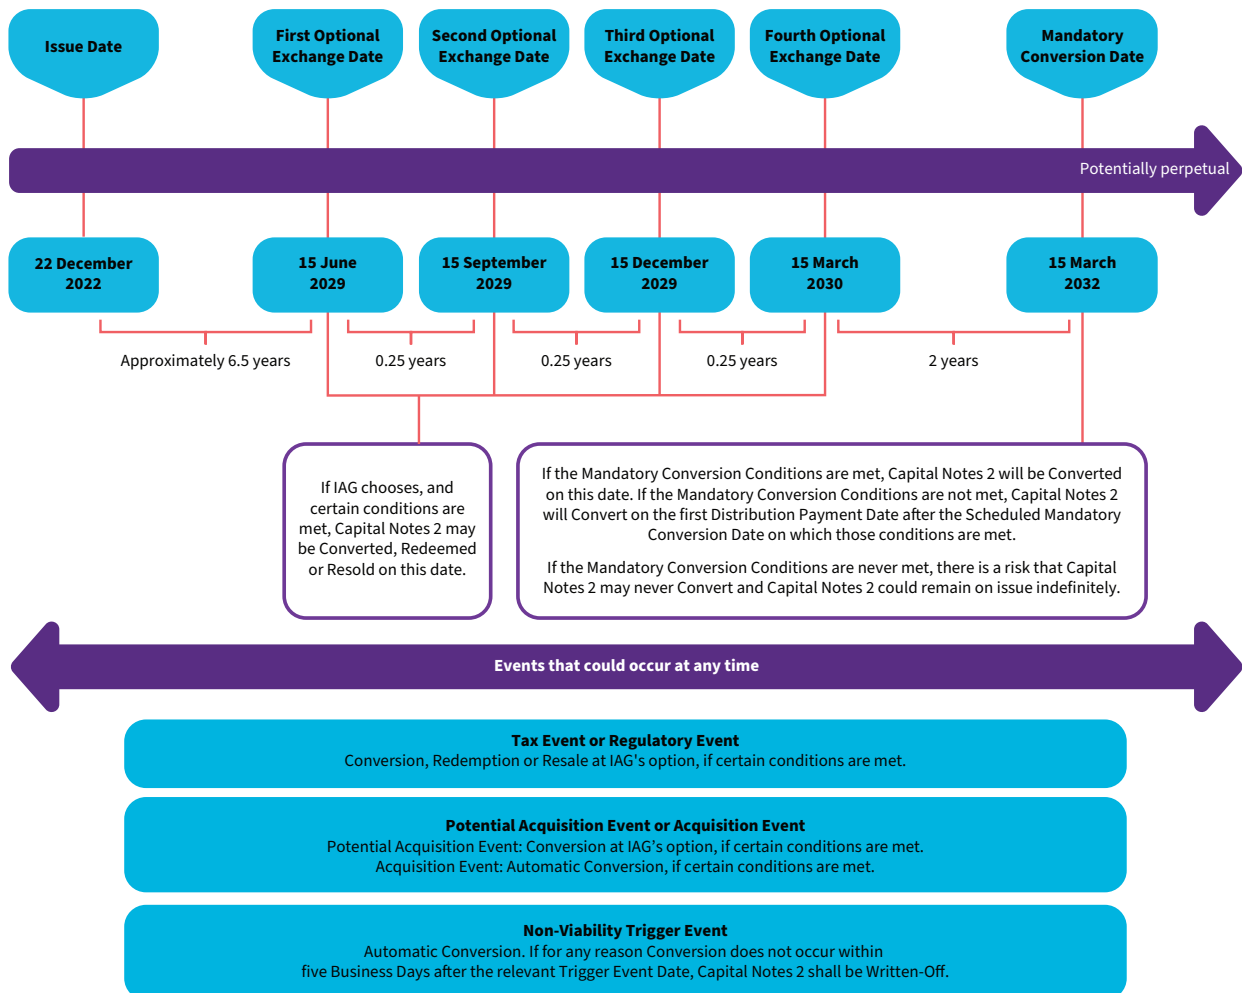 Issue Date
First Optional
Exchange Date
Second Optional
Exchange Date
Third Optional
Exchange Date
Fourth Optional
Exchange Date
Mandatory
Conversion Date
Potentially perpetual
22 December
2022
15 June
2029
15 September
2029
15 December
2029
15 March
2030
15 March
2032
Approximately 6.5 years
0.25 years
0.25 years
0.25 years
2 years
If IAG chooses, and
certain conditions are
met, Capital Notes 2 may
be Converted, Redeemed
or Resold on this date.
If the Mandatory Conversion Conditions are met, Capital Notes 2 will be Converted
on this date. If the Mandatory Conversion Conditions are not met, Capital Notes 2
will Convert on the first Distribution Payment Date after the Scheduled Mandatory
Conversion Date on which those conditions are met.
If the Mandatory Conversion Conditions are never met, there is a risk that Capital
Notes 2 may never Convert and Capital Notes 2 could remain on issue indefinitely.
Events that could occur at any time
Tax Event or Regulatory Event
Conversion, Redemption or Resale at IAG's option, if certain conditions are met.
Potential Acquisition Event or Acquisition Event
Potential Acquisition Event: Conversion at IAG’s option, if certain conditions are met.
Acquisition Event: Automatic Conversion, if certain conditions are met.
Non-Viability Trigger Event
Automatic Conversion. If for any reason Conversion does not occur within
five Business Days after the relevant Trigger Event Date, Capital Notes 2 shall be Written-Off.